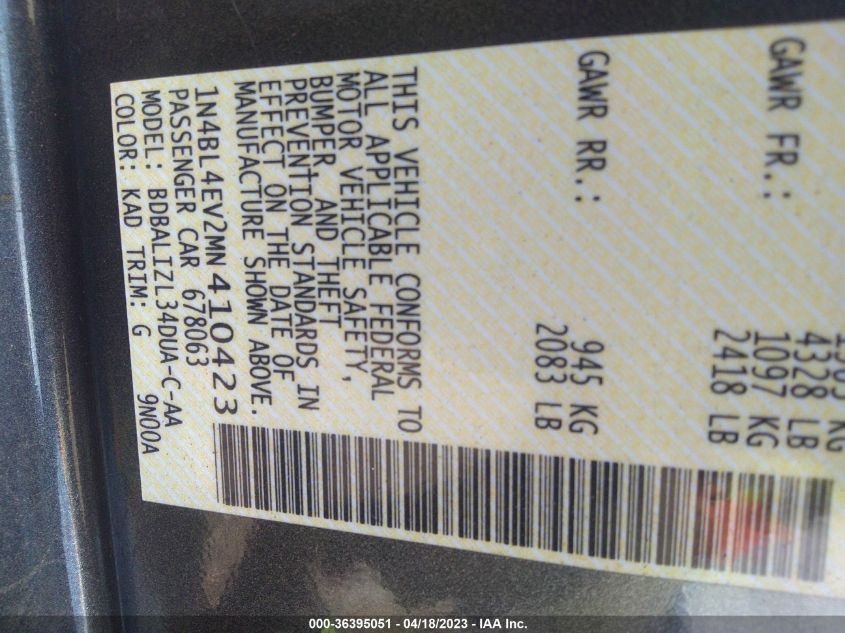 4328 LB
GAWR FR.: 1097 KG
2418 LB
GAWR RR.: 945 KG
2083 LB
THIS VEHICLE CONFORMS TO
ALL APPLICABLE FEDERAL
MOTOR VEHICLE SAFETY,
BUMPER, AND THEFT
PREVENTION STANDARDS IN
EFFECT ON THE DATE OF
MANUFACTURE SHOWN ABOVE.
1N4BL4EV2MN410423
PASSENGER CAR 678063
MODEL: BDBALIZL34DUA-C-AA
COLOR: KAD TRIM: G 9N00A
000-36395051 - 04/18/2023 - IAA Inc.